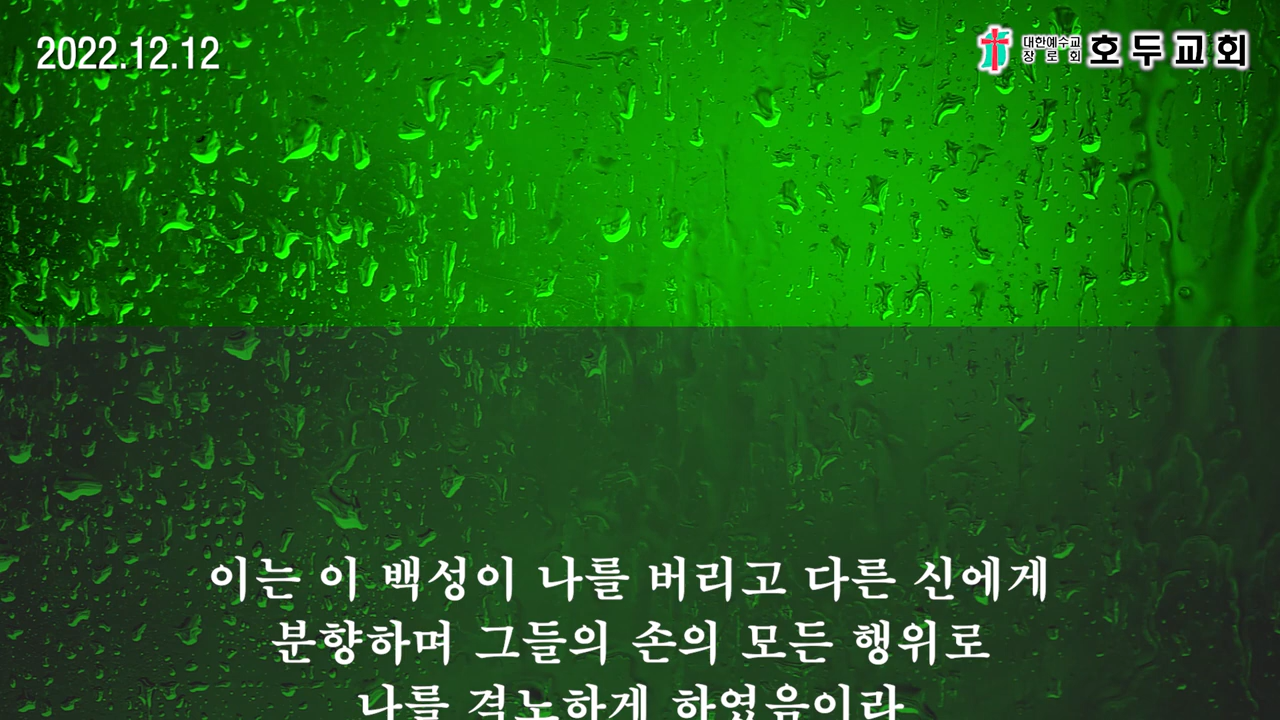 2022.12.12
대한예수교
장로회
호두교회
이는 이 백성이 나를 버리고 다른 신에게
분향하며 그들의 손의 모든 행위로
나를 격노하게 하였음이라